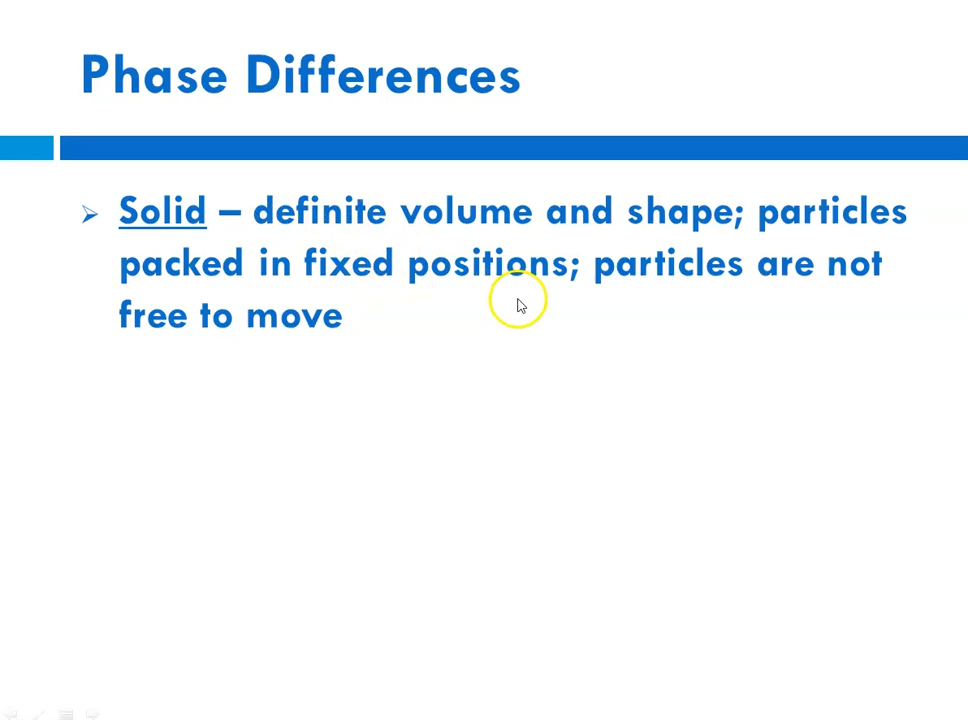 Phase Differences
Solid – definite volume and shape; particles
packed in fixed positions; particles are not
free to move